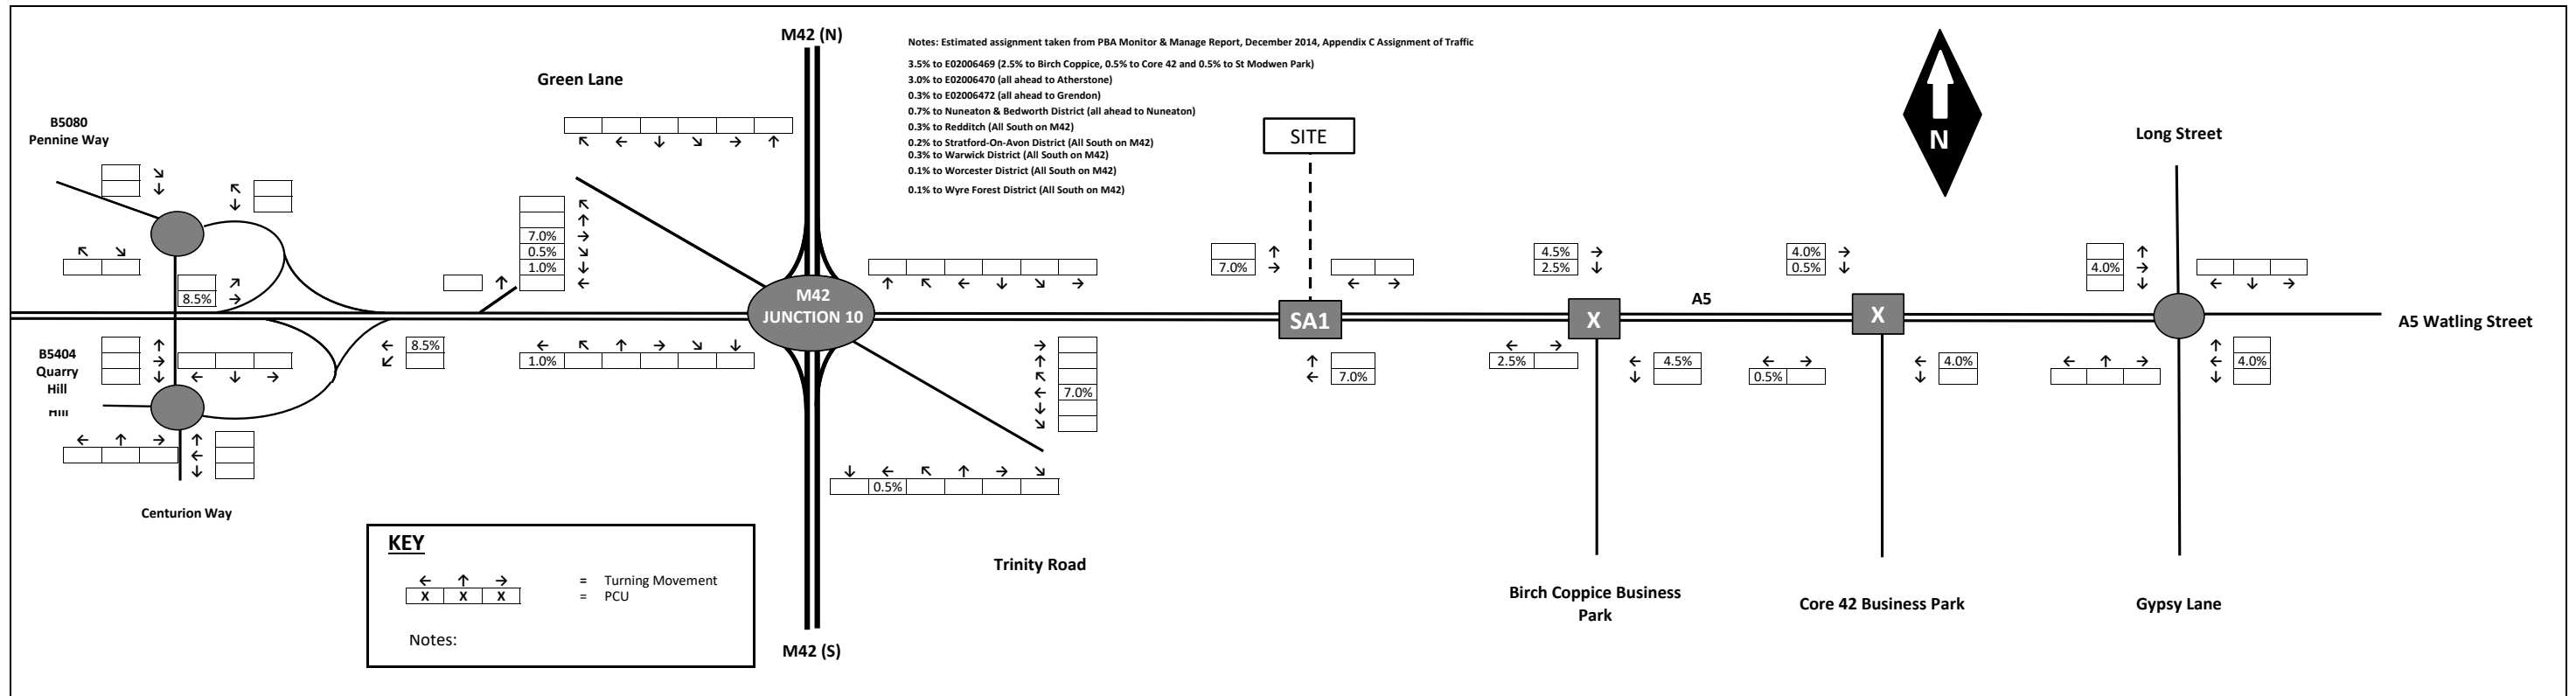 M42 (N)
Notes: Estimated assignment taken from PBA Monitor & Manage Report, December 2014, Appendix C Assignment of Traffic
3.5% to E02006469 (2.5% to Birch Coppice, 0.5% to Core 42 and 0.5% to St Modwen Park)
3.0% to E02006470 (all ahead to Atherstone)
0.3% to E02006472 (all ahead to Grendon)
0.7% to Nuneaton & Bedworth District (all ahead to Nuneaton)
0.3% to Redditch (All South on M42)
0.2% to Stratford-On-Avon District (All South on M42)
0.3% to Warwick District (All South on M42)
0.1% to Worcester District (All South on M42)
0.1% to Wyre Forest District (All South on M42)
Green Lane
B5080
Pennine Way
SITE
N
Long Street
↘
↓
↖
↓
↖ ← ↓ ↘ → ↑
↖ ↘
↗
8.5% →
↑
↖
↑
7.0% →
0.5% ↘
1.0% ↓
←
↑ ↖ ← ↓ ↘ →
↑
7.0% →
← →
4.5% →
2.5% ↓
4.0% →
0.5% ↓
↑
4.0% →
↓
← ↓ →
M42
JUNCTION 10
SA1
X
A5
X
A5 Watling Street
B5404
Quarry
Hill
Hill
↑
→
↓
← ↓ →
← 8.5%
↙
← ↖ ↑ → ↘ ↓
1.0%
→
↑
↖
← 7.0%
↓
↘
↑
← 7.0%
← →
2.5%
← 4.5%
↓
← →
0.5%
← 4.0%
↓
← ↑ →
↑
← 4.0%
↓
← ↑ →
↑
←
↓
↓ ← ↖ ↑ → ↘
0.5%
Centurion Way
KEY
← ↑ → = Turning Movement
X X X = PCU
Notes:
Trinity Road
M42 (S)
Birch Coppice Business
Park
Core 42 Business Park
Gypsy Lane